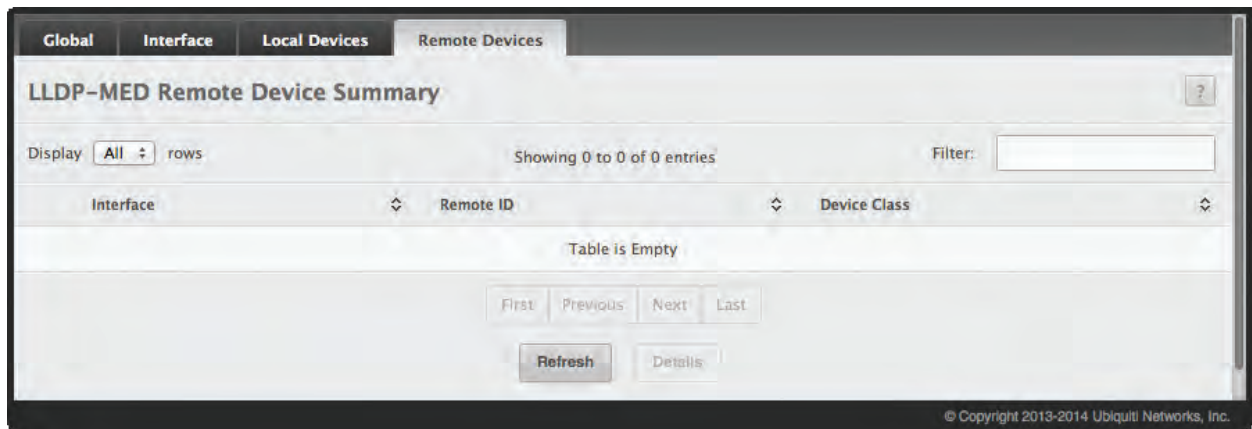 Global Interface Local Devices Remote Devices
LLDP-MED Remote Device Summary ?
Display All rows Showing 0 to 0 of 0 entries Filter:
Interface Remote ID Device Class
Table is Empty
First Previous Next Last
Refresh Details
© Copyright 2013-2014 Ubiquiti Networks, Inc.